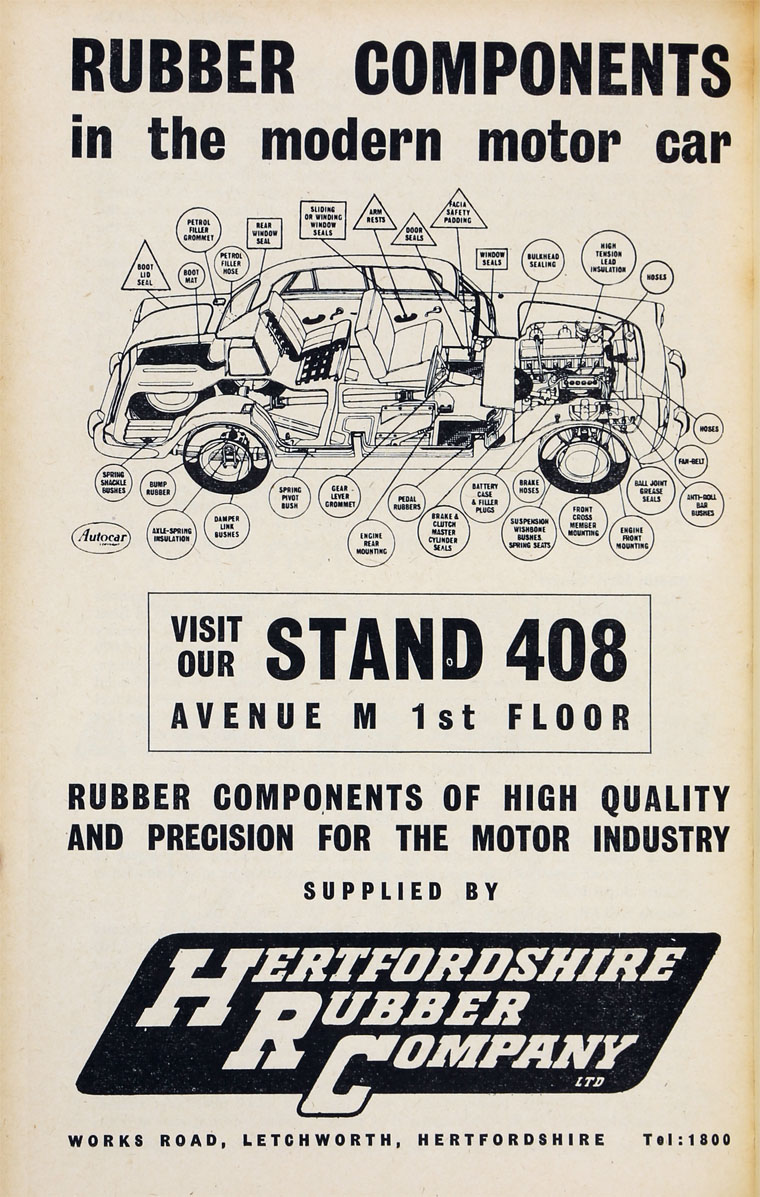 RUBBER COMPONENTS
in the modern motor car
BOOT
LID
SEAL
PETROL
FILLER
GROMMET
BOOT
MAT
PETROL
FILLER
HOSE
REAR
WINDOW
SEAL
SLIDING
OR WINDING
WINDOW
SEALS
ARM
RESTS
DOOR
SEALS
FACIA
SAFETY
PADDING
WINDOW
SEALS
BULKHEAD
SEALING
HIGH
TENSION
LEAD
INSULATION
HOSES
HOSES
FAN-BELT
ANTI-ROLL
BAR
BUSHES
BALL JOINT
GREASE
SEALS
ENGINE
FRONT
MOUNTING
FRONT
CROSS
MEMBER
MOUNTING
BRAKE
HOSES
SUSPENSION
WISHBONE
BUSHES
SPRING SEATS
BATTERY
CASE
& FILLER
PLUGS
BRAKE &
CLUTCH
MASTER
CYLINDER
SEALS
PEDAL
RUBBERS
ENGINE
REAR
MOUNTING
GEAR
LEVER
GROMMET
SPRING
PIVOT
BUSH
DAMPER
LINK
BUSHES
AXLE-SPRING
INSULATION
BUMP
RUBBER
SPRING
SHACKLE
BUSHES
Autocar
VISIT
OUR
STAND 408
AVENUE M 1st FLOOR
RUBBER COMPONENTS OF HIGH QUALITY
AND PRECISION FOR THE MOTOR INDUSTRY
SUPPLIED BY
HERTFORDSHIRE
RUBBER
COMPANY
LTD
WORKS ROAD, LETCHWORTH, HERTFORDSHIRE Tel:1800